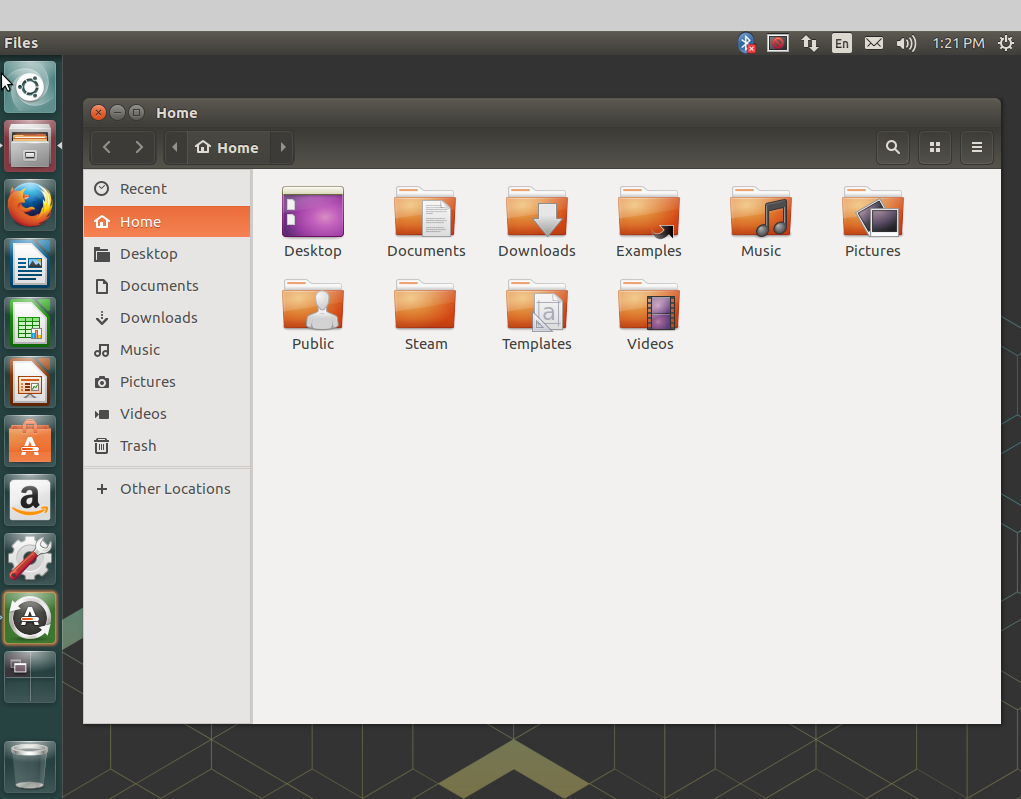 Files
En
1:21 PM
Home
Home
Recent
Home
Desktop
Documents
Downloads
Music
Pictures
Videos
Trash
Other Locations
Desktop Documents Downloads Examples Music Pictures
Public Steam Templates Videos